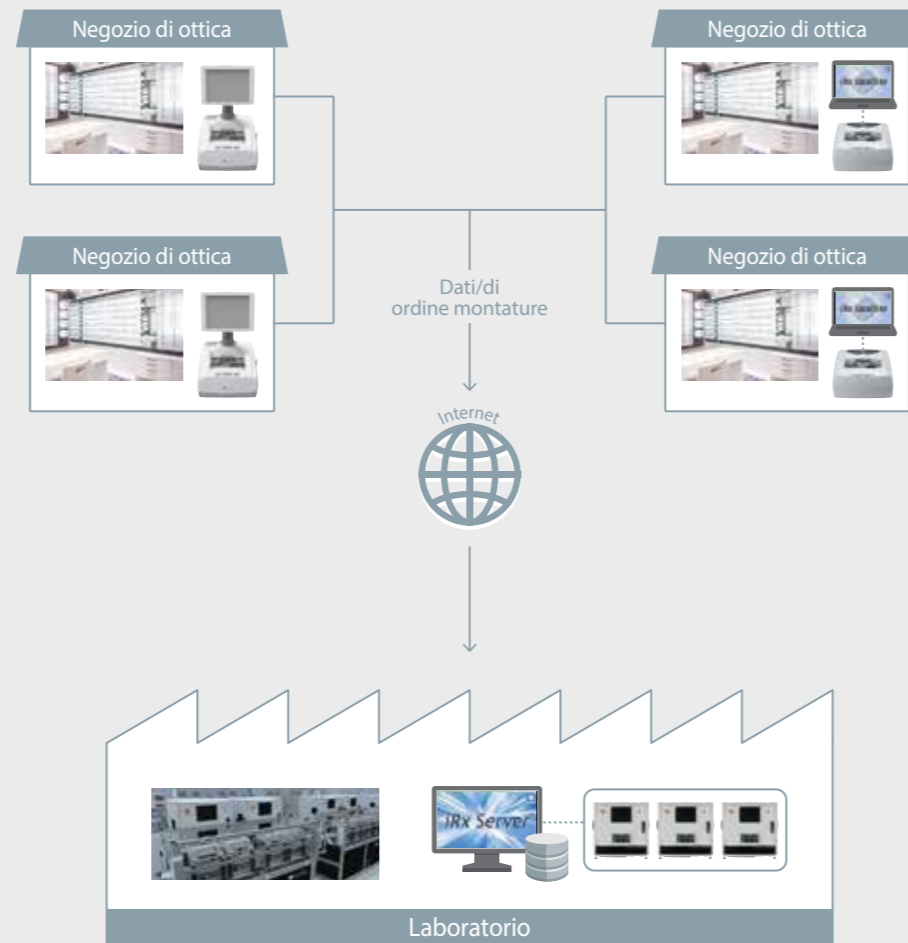 Negozio di ottica
Negozio di ottica
Negozio di ottica
Negozio di ottica
Dati/di
ordine montature
Internet
iRx Server
Laboratorio